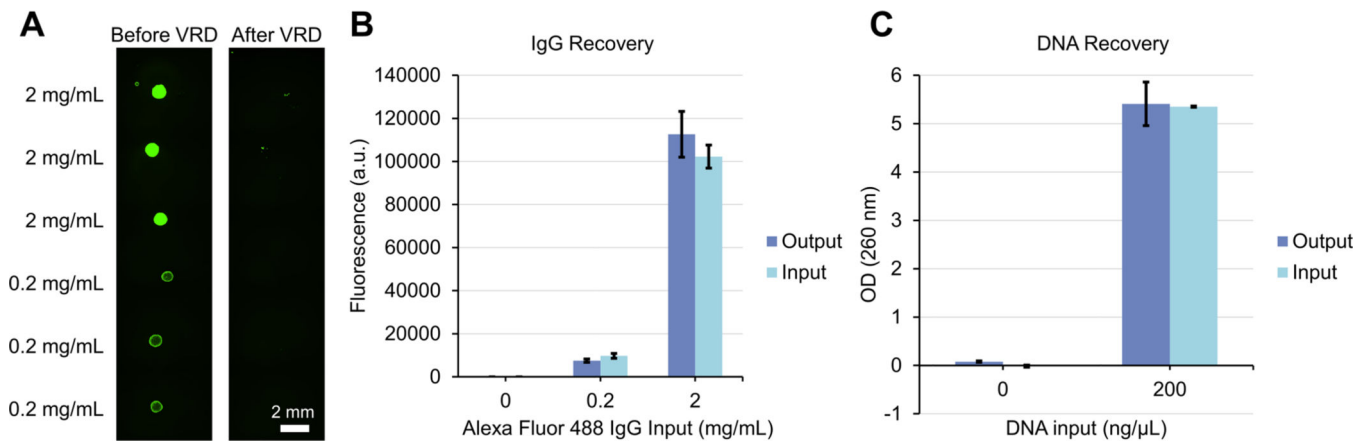 A
Before VRD
After VRD
2 mg/mL
2 mg/mL
2 mg/mL
0.2 mg/mL
0.2 mg/mL
0.2 mg/mL
2 mm
B
IgG Recovery
Fluorescence (a.u.)
140000
120000
100000
80000
60000
40000
20000
0
0
0.2
2
Alexa Fluor 488 IgG Input (mg/mL)
Output
Input
C
DNA Recovery
OD (260 nm)
6
5
4
3
2
1
0
-1
0
200
DNA input (ng/µL)
Output
Input